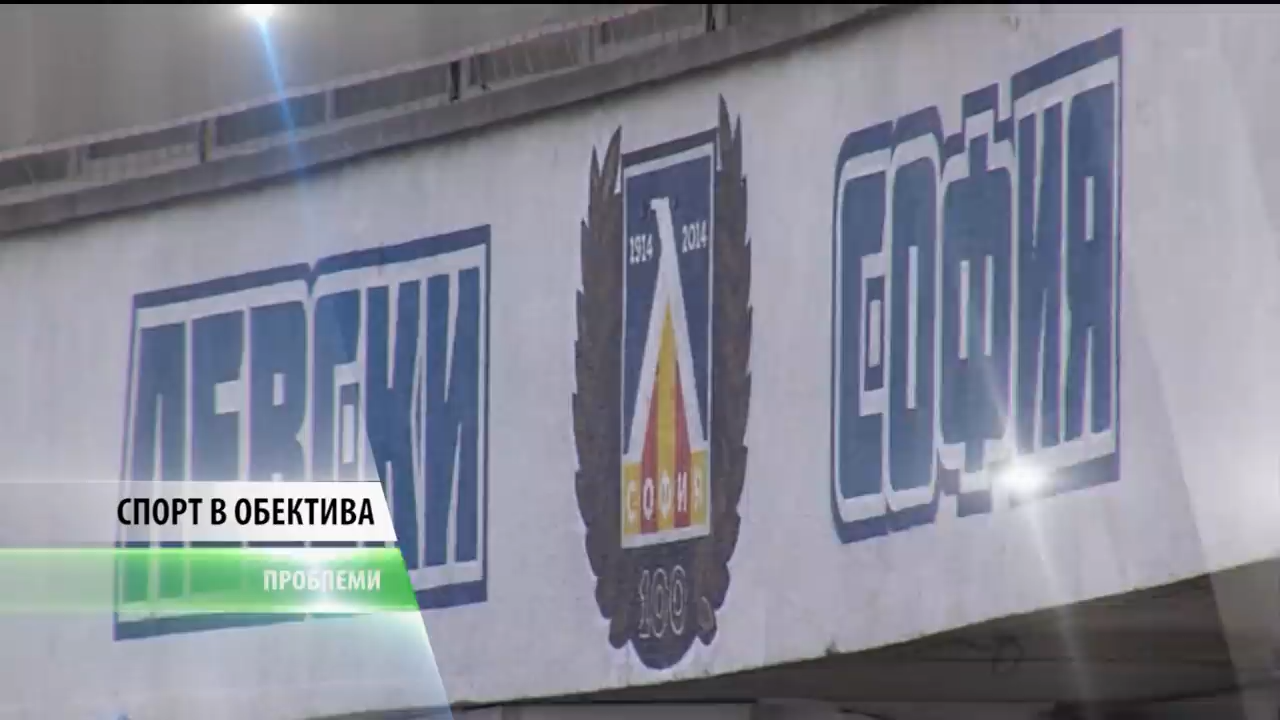 ЛЕВСКИ
1914 2014
СОФИЯ
100
СОФИЯ
СПОРТ В ОБЕКТИВА
ПРОБЛЕМИ